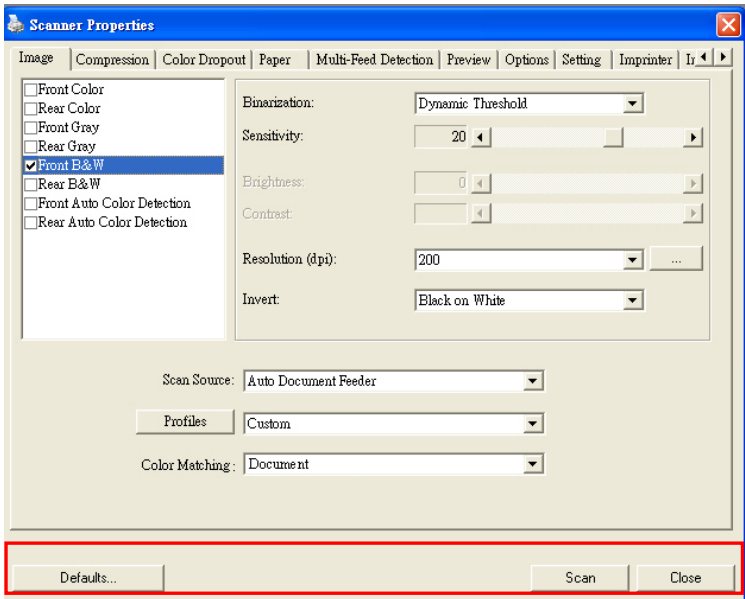 Scanner Properties
Image Compression Color Dropout Paper Multi-Feed Detection Preview Options Setting Imprinter
Front Color
Rear Color
Front Gray
Rear Gray
Front B&W
Rear B&W
Front Auto Color Detection
Rear Auto Color Detection
Binarization: Dynamic Threshold
Sensitivity: 20
Brightness: 0
Contrast:
Resolution (dpi): 200 ...
Invert: Black on White
Scan Source: Auto Document Feeder
Profiles Custom
Color Matching: Document
Defaults... Scan Close